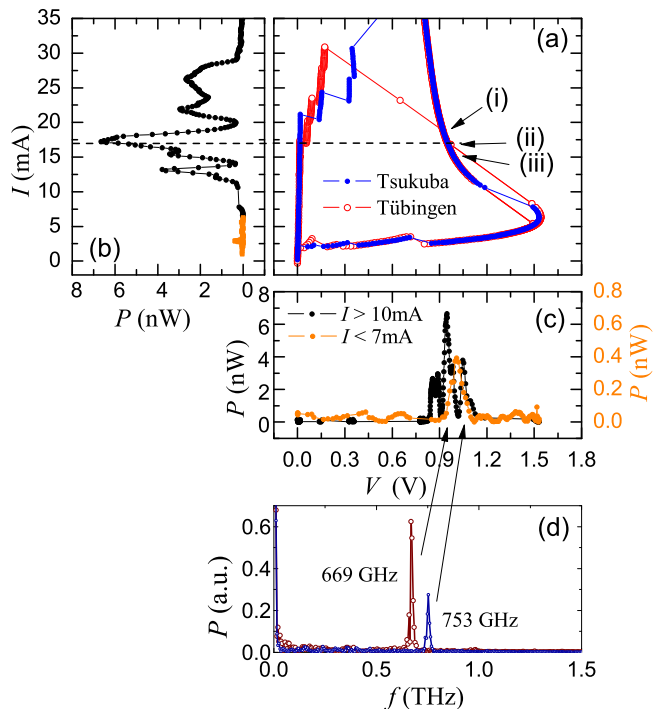 35
30
25
20
15
10
5
0
I (mA)
(b)
8 6 4 2 0
P (nW)
(a)
(i)
(ii)
(iii)
Tsukuba
Tübingen
8
6
4
2
0
P (nW)
I > 10mA
I < 7mA
(c)
0.8
0.6
0.4
0.2
0.0
P (nW)
0.0 0.3 0.6 0.9 1.2 1.5 1.8
V (V)
0.6
0.4
0.2
0.0
P (a.u.)
(d)
669 GHz
753 GHz
0.0 0.5 1.0 1.5
f (THz)